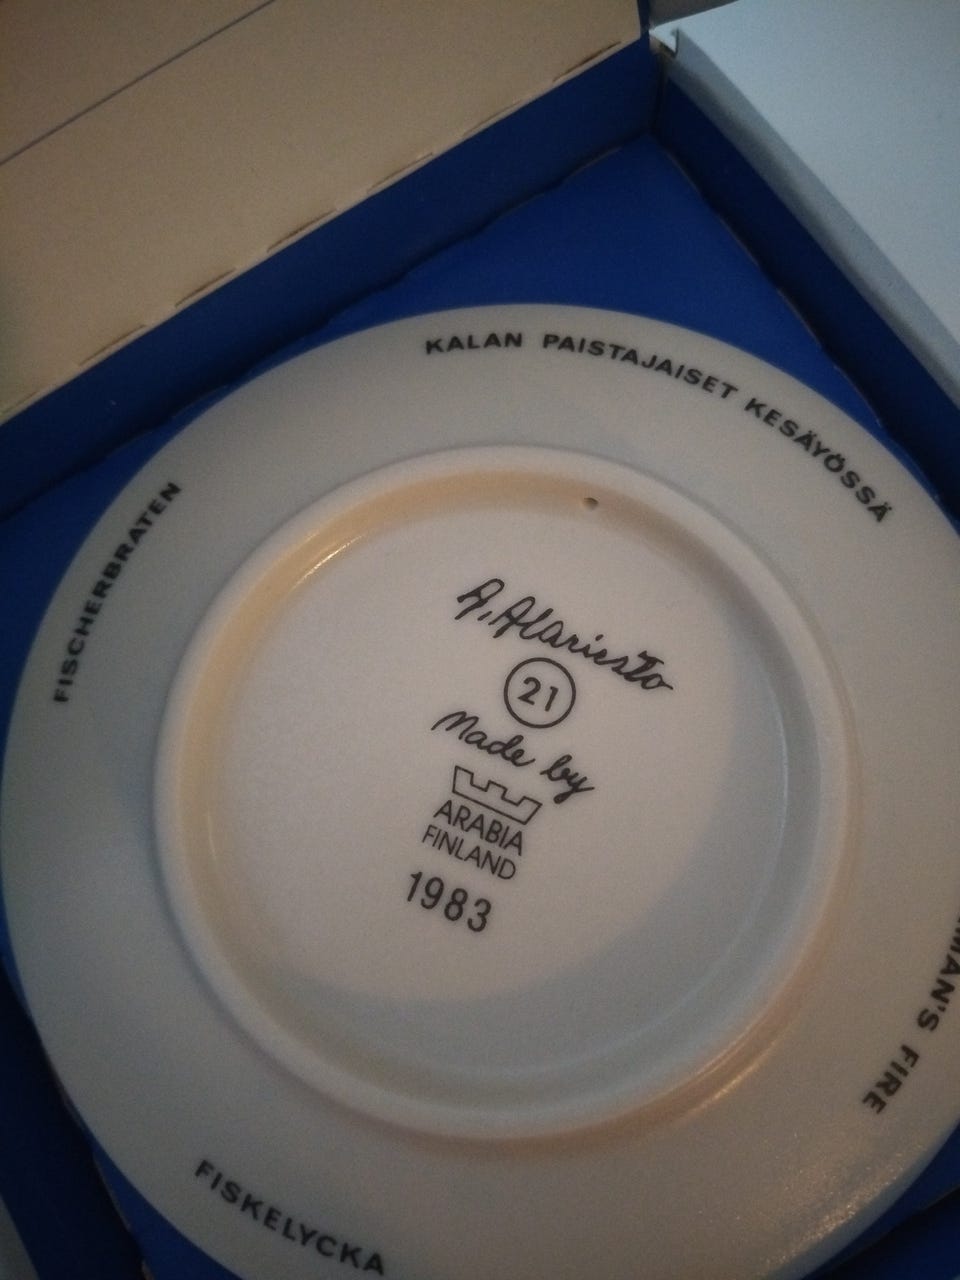 KALAN PAISTAJAISET KESÄYÖSSÄ
FISCHERBRATEN
A. Alariesto
21
Made by
ARABIA
FINLAND
1983
MAN'S FIRE
FISKELYCKA